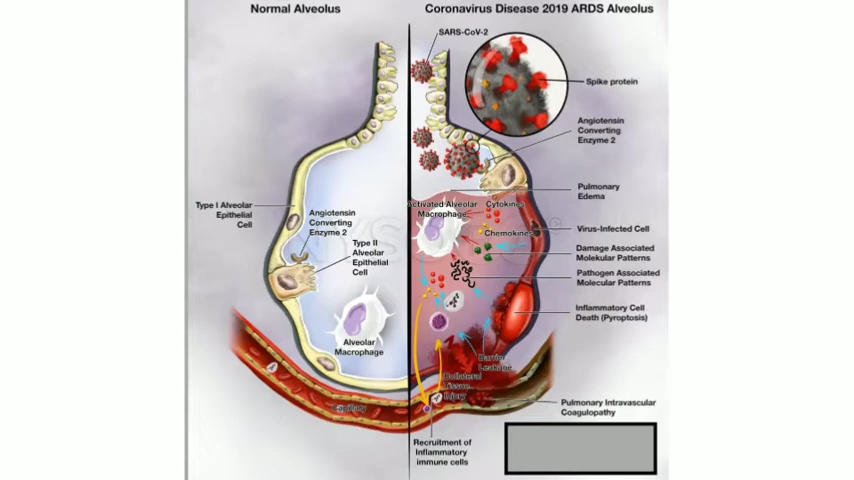 Normal Alveolus
Coronavirus Disease 2019 ARDS Alveolus
SARS-CoV-2
Spike protein
Angiotensin
Converting
Enzyme 2
Pulmonary
Edema
Type I Alveolar
Epithelial
Cell
Angiotensin
Converting
Enzyme 2
Type II
Alveolar
Epithelial
Cell
Activated Alveolar
Macrophage
Cytokines
Chemokines
Virus-Infected Cell
Damage Associated
Molekular Patterns
Pathogen Associated
Molecular Patterns
Inflammatory Cell
Death (Pyroptosis)
Alveolar
Macrophage
Barrier
Leakage
Collateral
Tissue
Injury
Capillary
Pulmonary Intravascular
Coagulopathy
Recruitment of
Inflammatory
immune cells